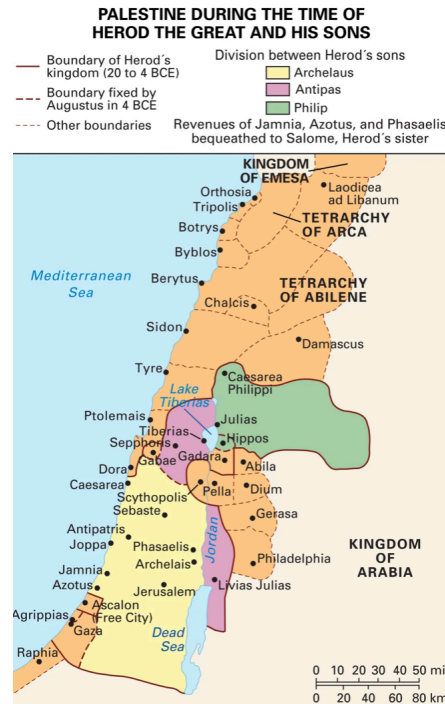 PALESTINE DURING THE TIME OF
HEROD THE GREAT AND HIS SONS
Boundary of Herod´s
kingdom (20 to 4 BCE)
Boundary fixed by
Augustus in 4 BCE
Other boundaries
Division between Herod´s sons
Archelaus
Antipas
Philip
Revenues of Jamnia, Azotus, and Phasaelis
bequeathed to Salome, Herod´s sister
KINGDOM
OF EMESA
Laodicea
ad Libanum
Orthosia
Tripolis
TETRARCHY
OF ARCA
Botrys
Byblos
Mediterranean
Sea
Berytus
TETRARCHY
OF ABILENE
Chalcis
Sidon
Damascus
Tyre
Caesarea
Philippi
Lake
Tiberias
Ptolemais
Julias
Tiberias
Sepphoris
Hippos
Gabae
Gadara
Dora
Abila
Caesarea
Pella
Dium
Scythopolis
Sebaste
Gerasa
Antipatris
Joppa
Phasaelis
Jordan
KINGDOM
OF
ARABIA
Archelais
Philadelphia
Jamnia
Azotus
Jerusalem
Livias Julias
Ascalon
(Free City)
Agrippias
Gaza
Dead
Sea
Raphia
0 10 20 30 40 50 mi
0 20 40 60 80 km